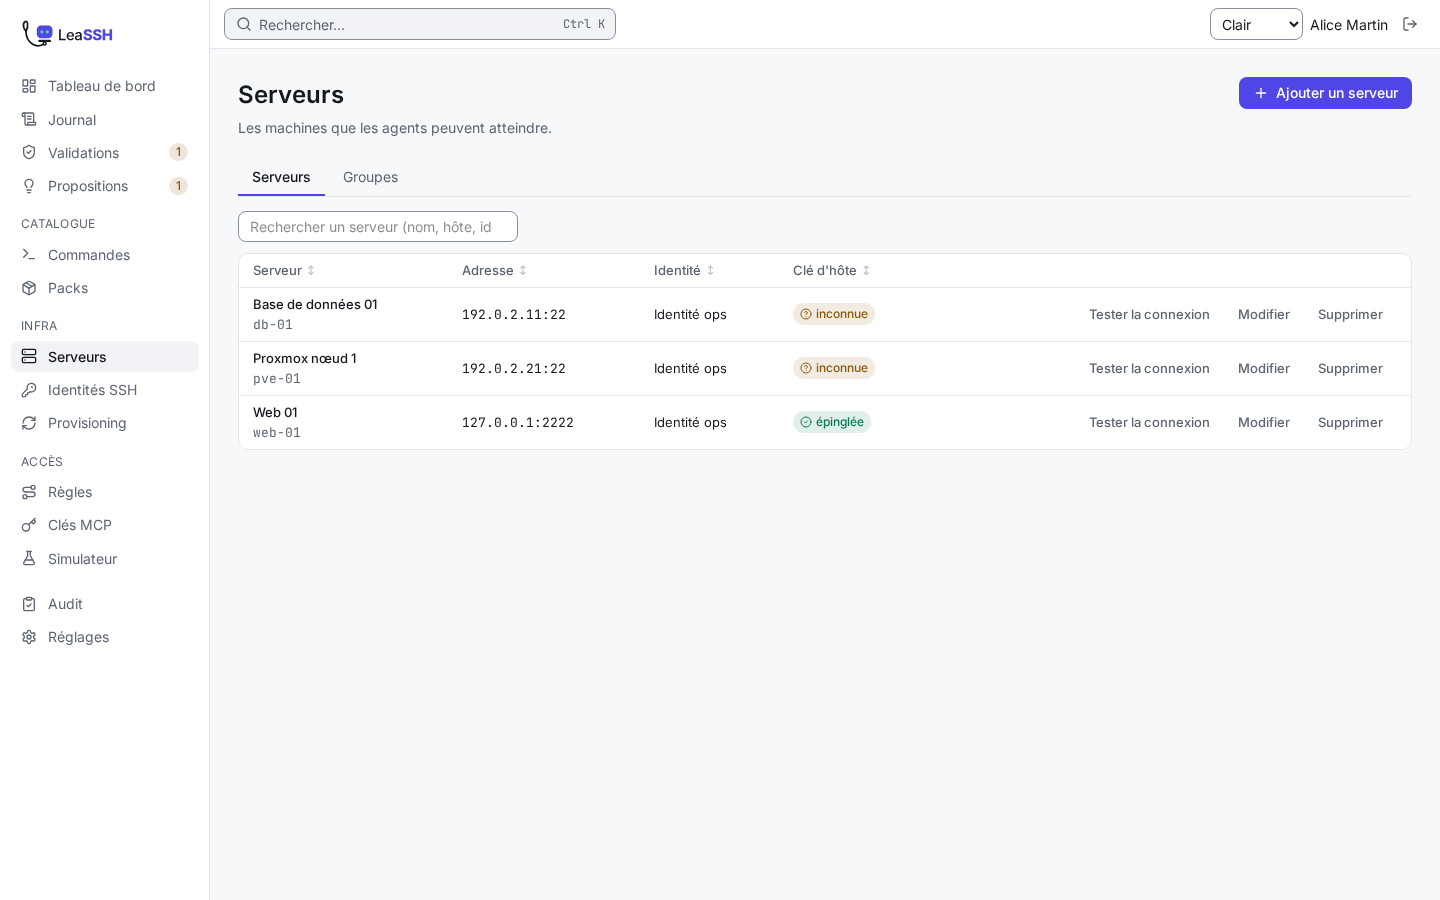 LeaSSH
Rechercher... Ctrl K
Clair
Alice Martin
Tableau de bord
Journal
Validations 1
Propositions 1
CATALOGUE
Commandes
Packs
INFRA
Serveurs
Identités SSH
Provisioning
ACCÈS
Règles
Clés MCP
Simulateur
Audit
Réglages
Serveurs
Ajouter un serveur
Les machines que les agents peuvent atteindre.
Serveurs Groupes
Rechercher un serveur (nom, hôte, id
Serveur Adresse Identité Clé d'hôte
Base de données 01
db-01
192.0.2.11:22 Identité ops inconnue Tester la connexion Modifier Supprimer
Proxmox nœud 1
pve-01
192.0.2.21:22 Identité ops inconnue Tester la connexion Modifier Supprimer
Web 01
web-01
127.0.0.1:2222 Identité ops épinglée Tester la connexion Modifier Supprimer